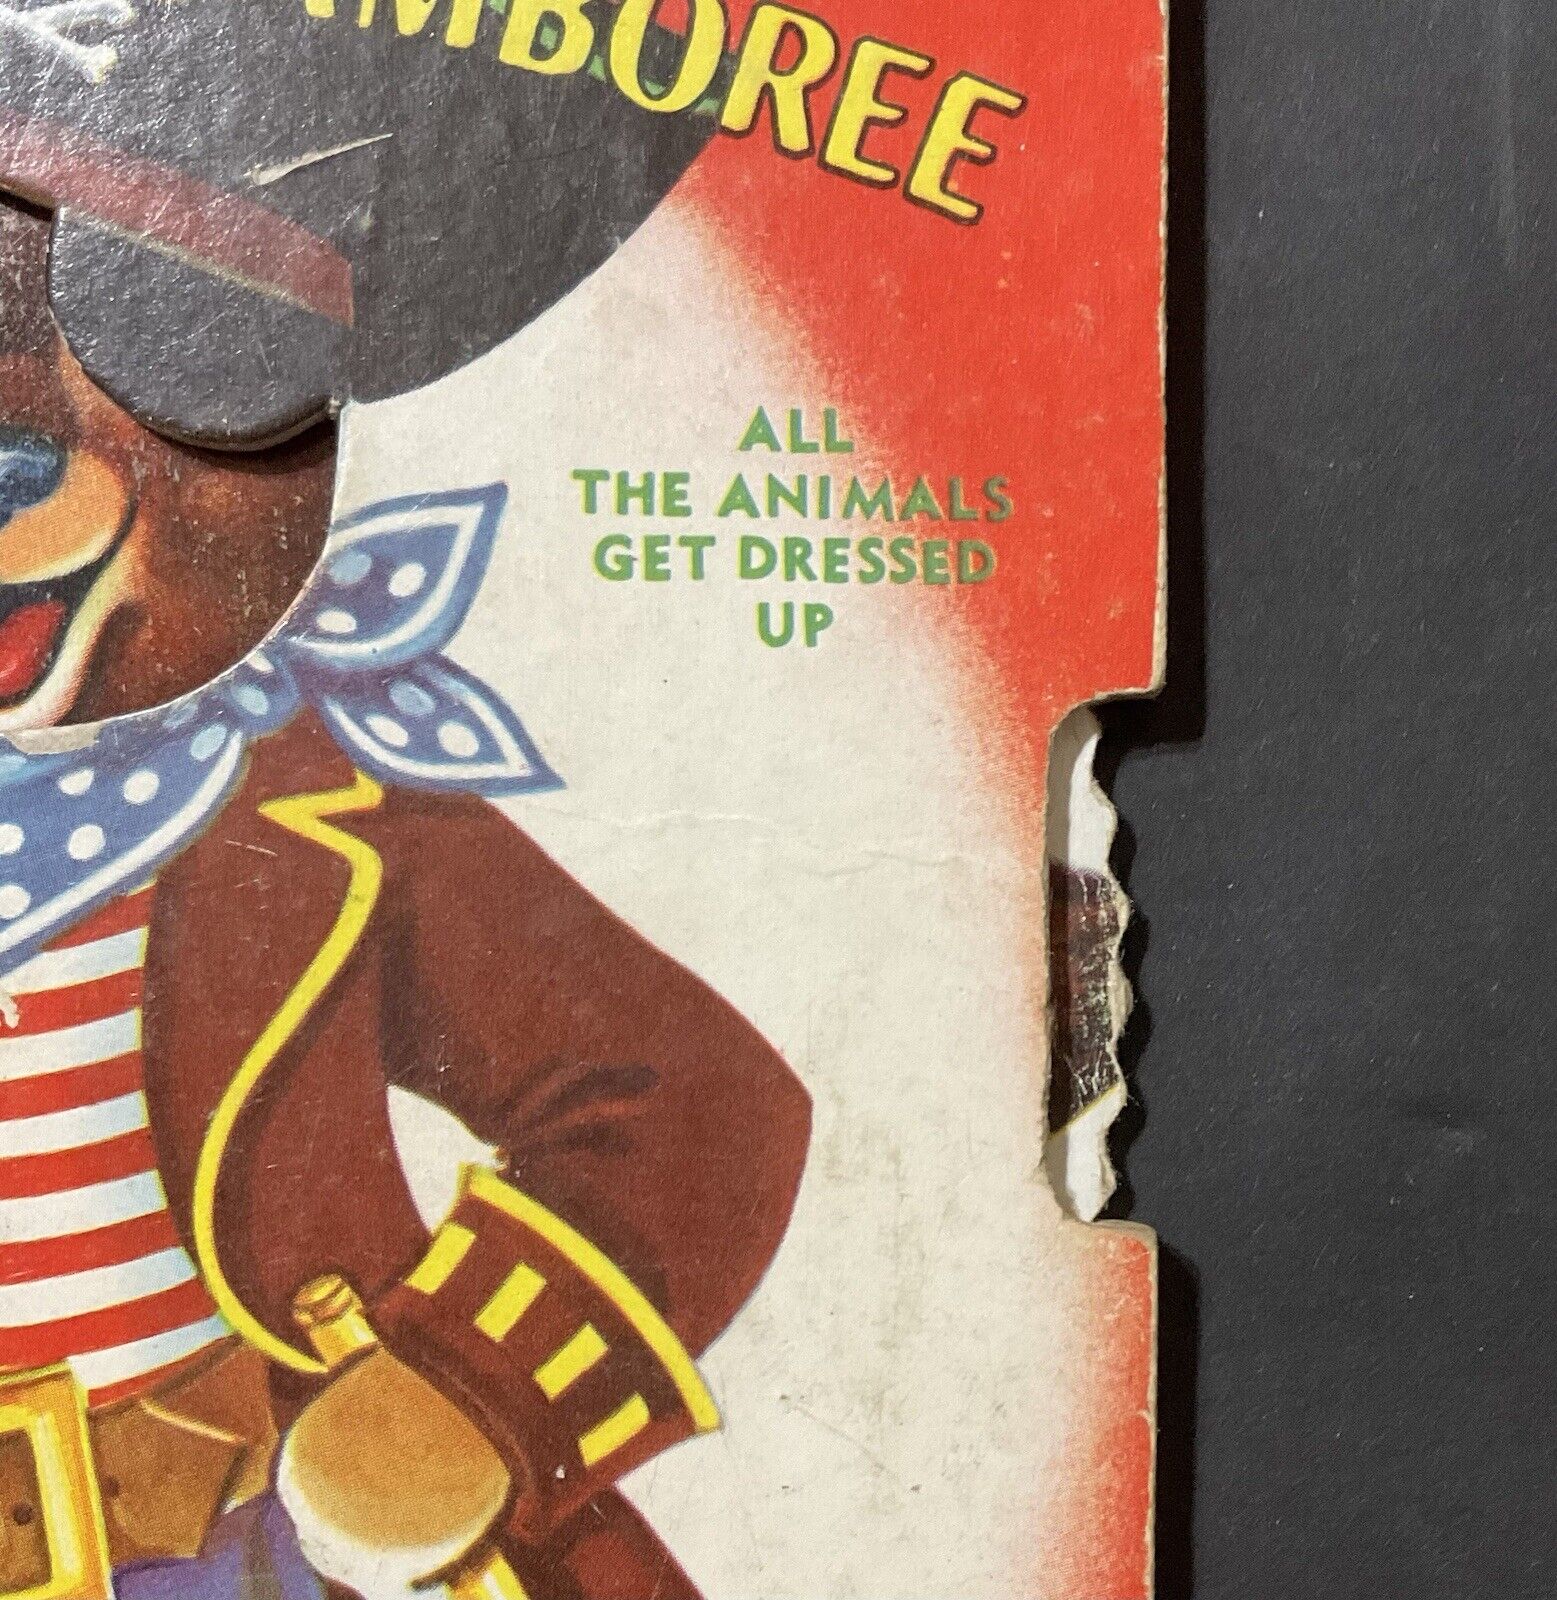 MBOREE
ALL
THE ANIMALS
GET DRESSED
UP